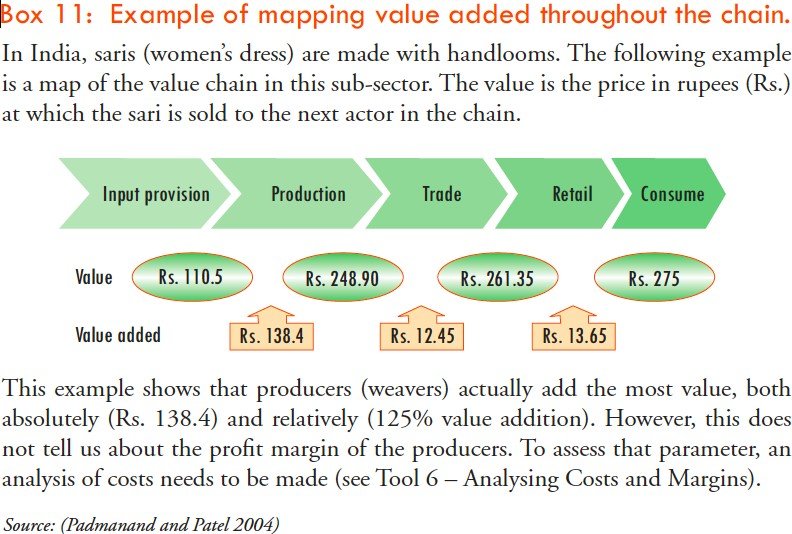 Box 11: Example of mapping value added throughout the chain.
In India, saris (women’s dress) are made with handlooms. The following example
is a map of the value chain in this sub-sector. The value is the price in rupees (Rs.)
at which the sari is sold to the next actor in the chain.
Input provision Production Trade Retail Consume
Value Rs. 110.5 Rs. 248.90 Rs. 261.35 Rs. 275
Value added Rs. 138.4 Rs. 12.45 Rs. 13.65
This example shows that producers (weavers) actually add the most value, both
absolutely (Rs. 138.4) and relatively (125% value addition). However, this does
not tell us about the profit margin of the producers. To assess that parameter, an
analysis of costs needs to be made (see Tool 6 – Analysing Costs and Margins).
Source: (Padmanand and Patel 2004)